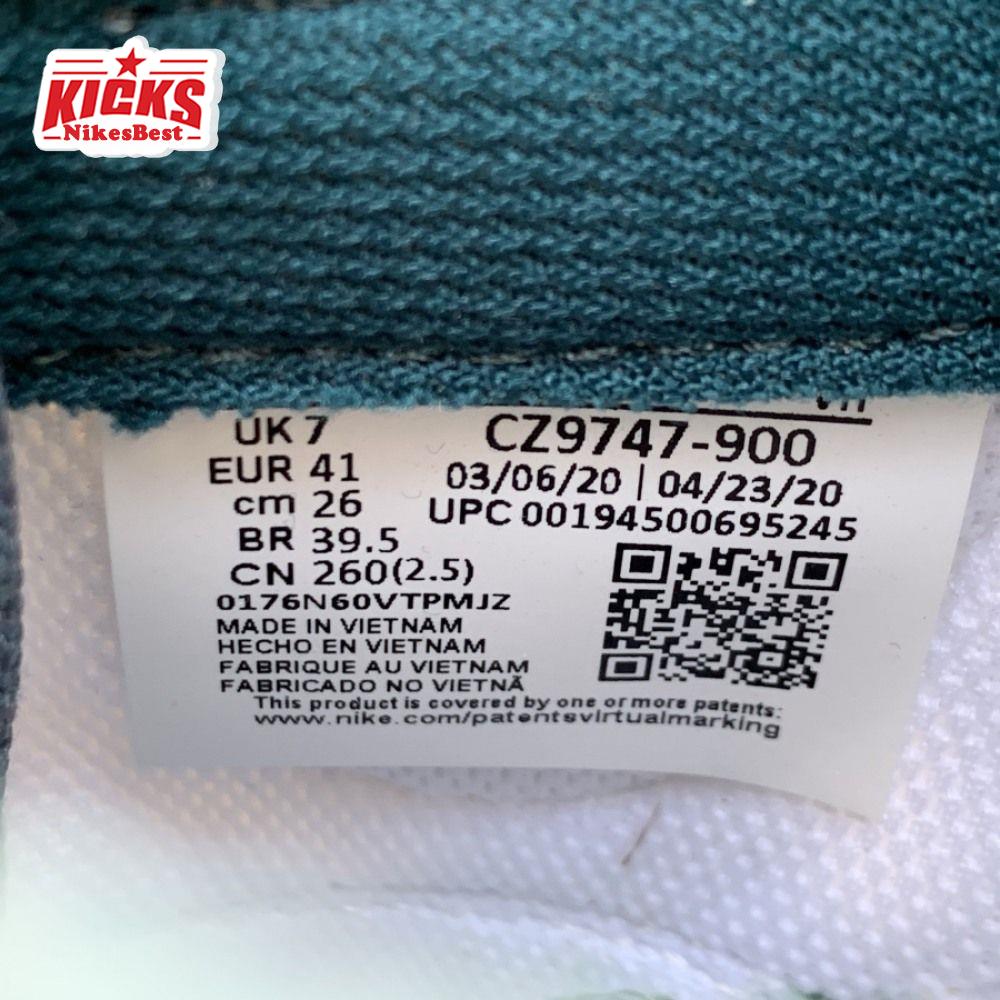 KICKS
NikesBest
UK 7
EUR 41
cm 26
BR 39.5
CN 260(2.5)
0176N60VTPMJZ
MADE IN VIETNAM
HECHO EN VIETNAM
FABRIQUE AU VIETNAM
FABRICADO NO VIETNÃ
CZ9747-900
03/06/20 | 04/23/20
UPC 00194500695245
This product is covered by one or more patents:
www.nike.com/patentsvirtualmarking